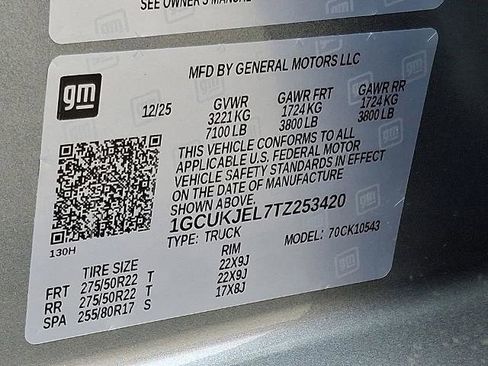 SEE OWNER'S MANUAL
gm
MFD BY GENERAL MOTORS LLC
12/25 GVWR GAWR FRT GAWR RR
3221 KG 1724 KG 1724 KG
7100 LB 3800 LB 3800 LB
THIS VEHICLE CONFORMS TO ALL
APPLICABLE U.S. FEDERAL MOTOR
VEHICLE SAFETY STANDARDS IN EFFECT
ON THE DATE OF MANUFACTURE
SHOWN ABOVE.
1GCUKJEL7TZ253420
TYPE: TRUCK MODEL: 70CK10543
130H
TIRE SIZE RIM
FRT 275/50R22 T 22X9J
RR 275/50R22 T 22X9J
SPA 255/80R17 S 17X8J